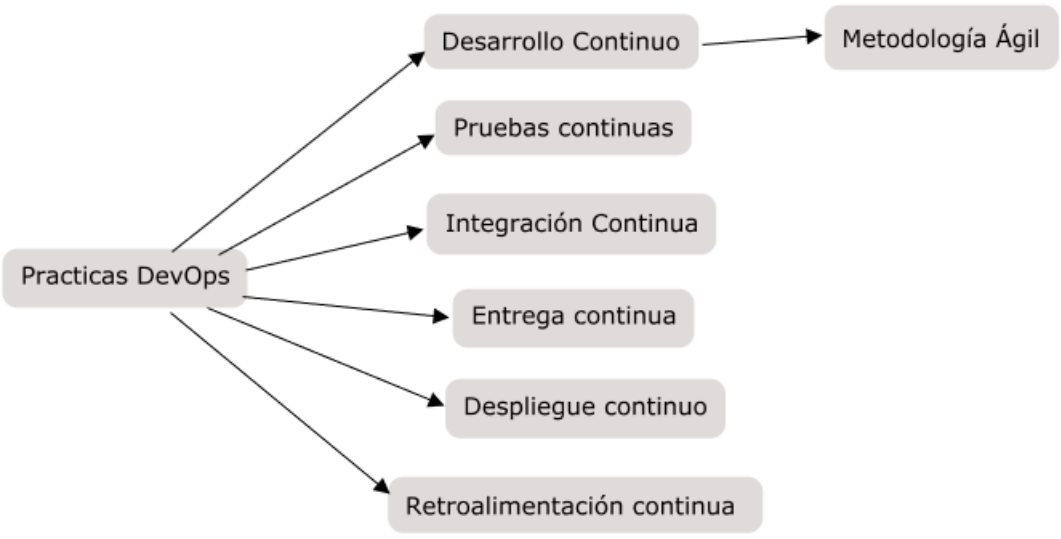 Desarrollo Continuo
Metodología Ágil
Pruebas continuas
Integración Continua
Practicas DevOps
Entrega continua
Despliegue continuo
Retroalimentación continua